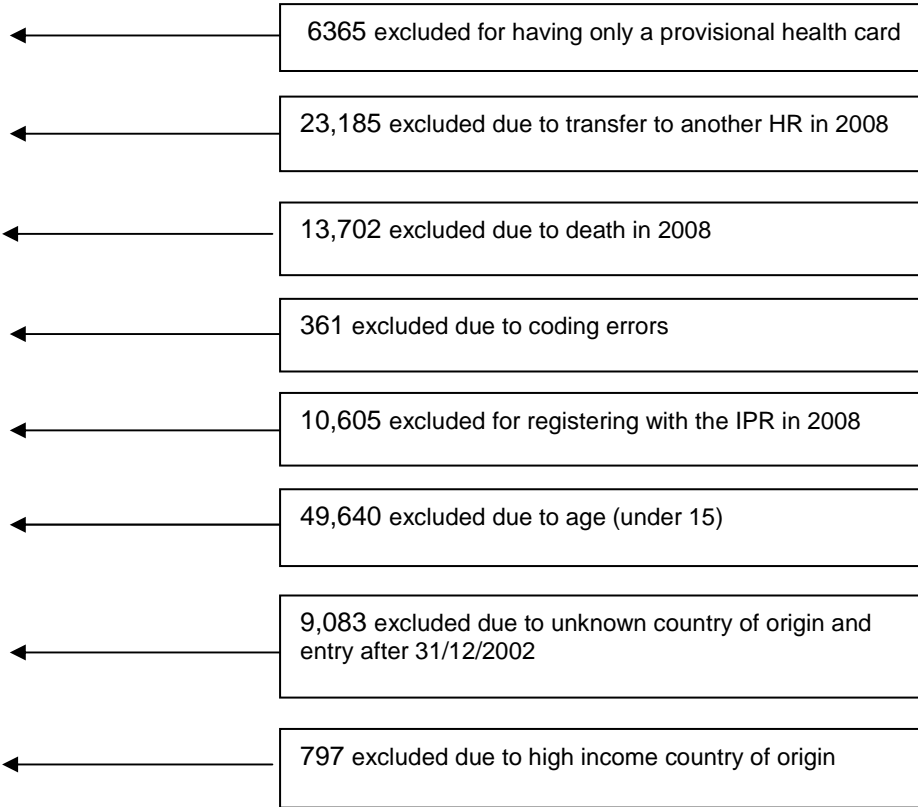 6365 excluded for having only a provisional health card
23,185 excluded due to transfer to another HR in 2008
13,702 excluded due to death in 2008
361 excluded due to coding errors
10,605 excluded for registering with the IPR in 2008
49,640 excluded due to age (under 15)
9,083 excluded due to unknown country of origin and
entry after 31/12/2002
797 excluded due to high income country of origin